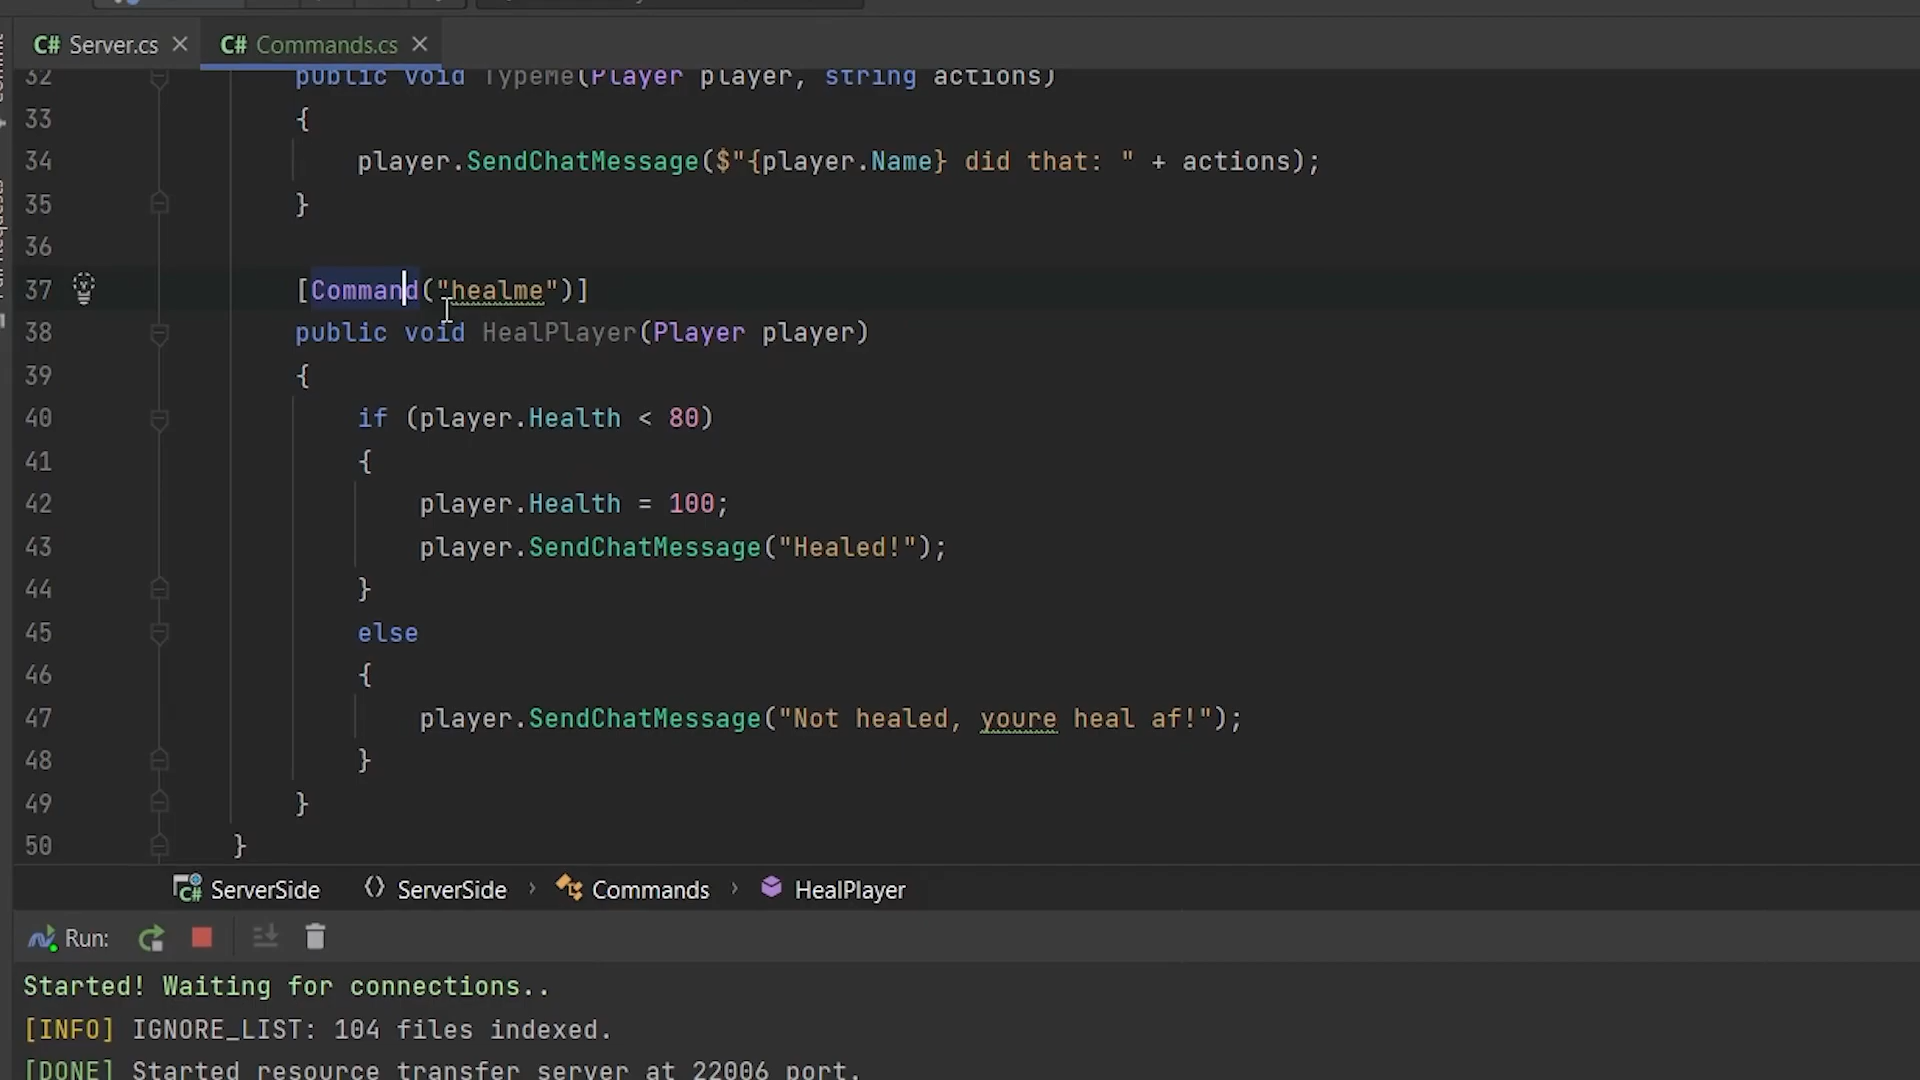 C# Server.cs × C# Commands.cs ×
32 public void TypeMe(Player player, string actions)
33 {
34 player.SendChatMessage($"{player.Name} did that: " + actions);
35 }
36
37 [Command("healme")]
38 public void HealPlayer(Player player)
39 {
40 if (player.Health < 80)
41 {
42 player.Health = 100;
43 player.SendChatMessage("Healed!");
44 }
45 else
46 {
47 player.SendChatMessage("Not healed, youre heal af!");
48 }
49 }
50 }
C# ServerSide ServerSide › Commands › HealPlayer
Run:
Started! Waiting for connections..
[INFO] IGNORE_LIST: 104 files indexed.
[DONE] Started resource transfer server at 22006 port.